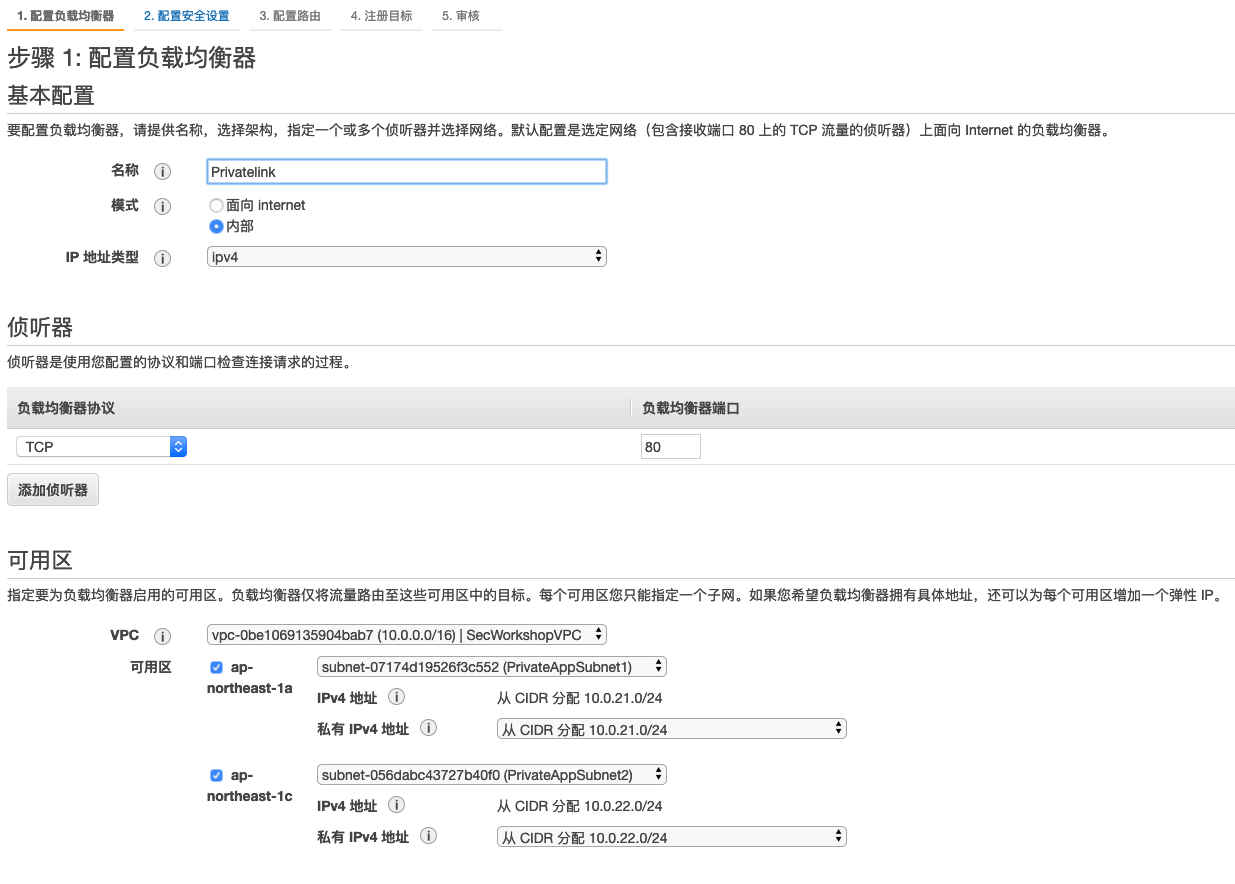 1. 配置负载均衡器 2. 配置安全设置 3. 配置路由 4. 注册目标 5. 审核
步骤 1: 配置负载均衡器
基本配置
要配置负载均衡器，请提供名称，选择架构，指定一个或多个侦听器并选择网络。默认配置是选定网络（包含接收端口 80 上的 TCP 流量的侦听器）上面向 Internet 的负载均衡器。
名称 i Privatelink
模式 i 面向 internet
内部
IP 地址类型 i ipv4
侦听器
侦听器是使用您配置的协议和端口检查连接请求的过程。
负载均衡器协议 负载均衡器端口
TCP 80
添加侦听器
可用区
指定要为负载均衡器启用的可用区。负载均衡器仅将流量路由至这些可用区中的目标。每个可用区您只能指定一个子网。如果您希望负载均衡器拥有具体地址，还可以为每个可用区增加一个弹性 IP。
VPC i vpc-0be1069135904bab7 (10.0.0.0/16) | SecWorkshopVPC
可用区 ap- subnet-07174d19526f3c552 (PrivateAppSubnet1)
northeast-1a
IPv4 地址 i 从 CIDR 分配 10.0.21.0/24
私有 IPv4 地址 i 从 CIDR 分配 10.0.21.0/24
ap- subnet-056dabc43727b40f0 (PrivateAppSubnet2)
northeast-1c
IPv4 地址 i 从 CIDR 分配 10.0.22.0/24
私有 IPv4 地址 i 从 CIDR 分配 10.0.22.0/24